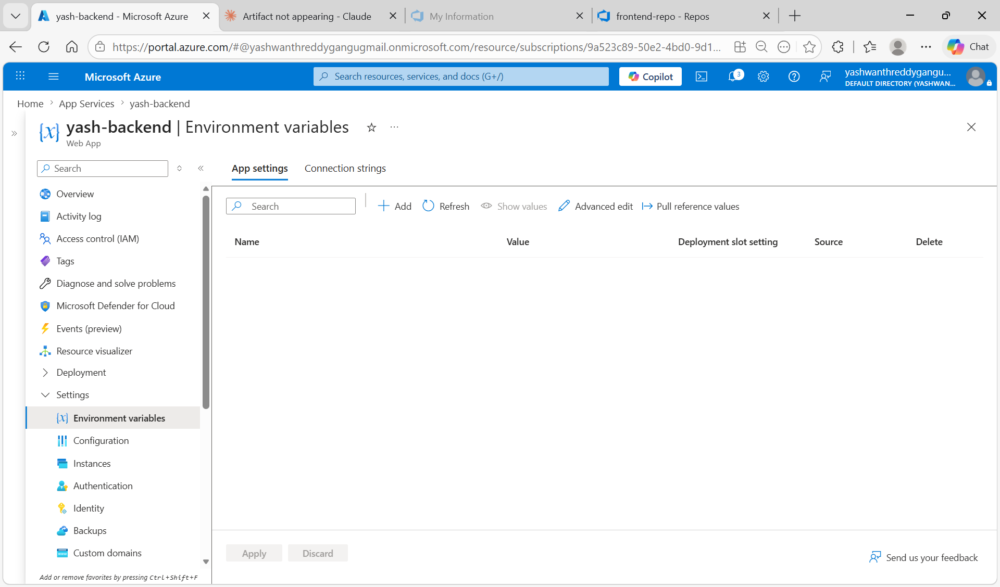 yash-backend - Microsoft Azure
Artifact not appearing - Claude
My Information
frontend-repo - Repos
https://portal.azure.com/#@yashwanthreddygangugmail.onmicrosoft.com/resource/subscriptions/9a523c89-50e2-4bd0-9d1...
Chat
Microsoft Azure
Search resources, services, and docs (G+/)
Copilot
3
yashwanthreddygangu...
DEFAULT DIRECTORY (YASHWAN...
Home > App Services > yash-backend
{x}
yash-backend | Environment variables
Web App
Search
App settings
Connection strings
Overview
Activity log
Access control (IAM)
Tags
Diagnose and solve problems
Microsoft Defender for Cloud
Events (preview)
Resource visualizer
Deployment
Settings
{x} Environment variables
Configuration
Instances
Authentication
Identity
Backups
www Custom domains
Add or remove favorites by pressing Ctrl+Shift+F
Search
Add
Refresh
Show values
Advanced edit
Pull reference values
Name Value Deployment slot setting Source Delete
Apply
Discard
Send us your feedback